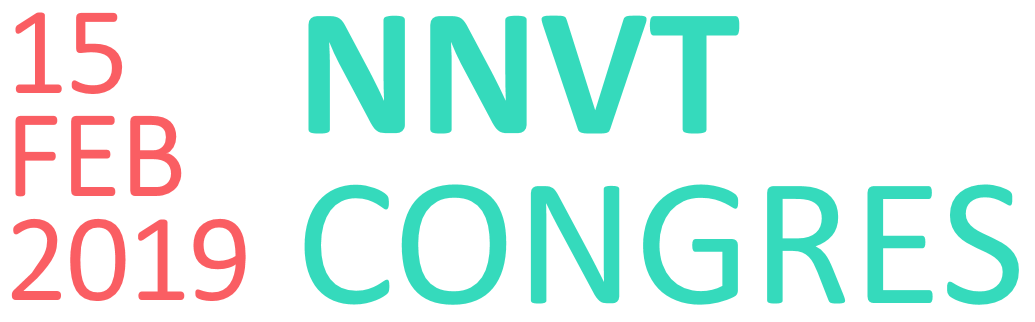 15
FEB
2019
NNVT
CONGRES